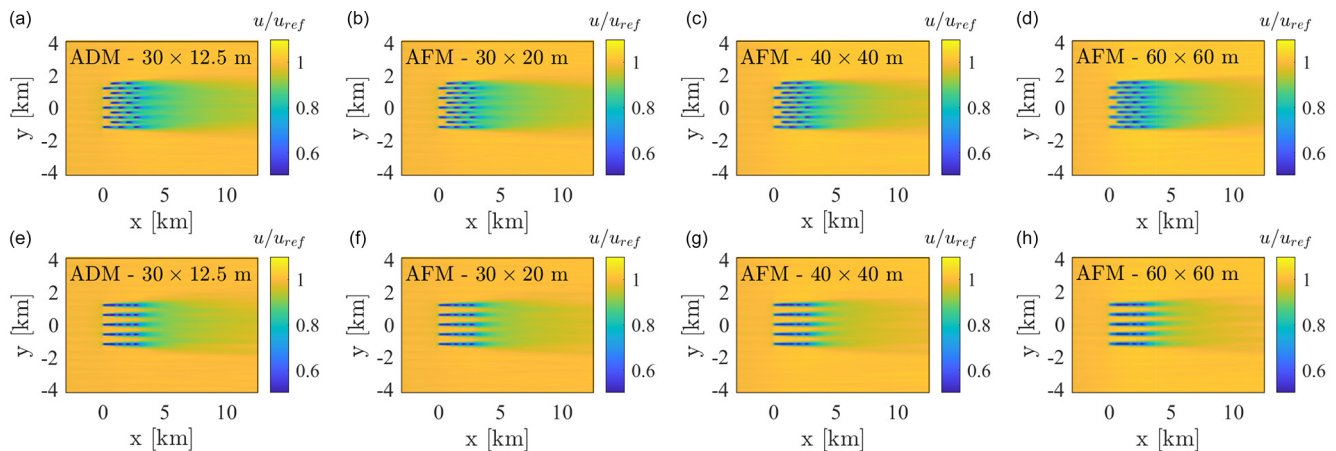 (a) u/u_ref (b) u/u_ref (c) u/u_ref (d) u/u_ref
4 ADM - 30 × 12.5 m 4 AFM - 30 × 20 m 4 AFM - 40 × 40 m 4 AFM - 60 × 60 m
1 1 1 1
2 2 2 2
y [km] 0 0.8 y [km] 0 0.8 y [km] 0 0.8 y [km] 0 0.8
-2 -2 -2 -2
0.6 0.6 0.6 0.6
-4 -4 -4 -4
0 5 10 0 5 10 0 5 10 0 5 10
x [km] x [km] x [km] x [km]
(e) u/u_ref (f) u/u_ref (g) u/u_ref (h) u/u_ref
4 ADM - 30 × 12.5 m 4 AFM - 30 × 20 m 4 AFM - 40 × 40 m 4 AFM - 60 × 60 m
1 1 1 1
2 2 2 2
y [km] 0 0.8 y [km] 0 0.8 y [km] 0 0.8 y [km] 0 0.8
-2 -2 -2 -2
0.6 0.6 0.6 0.6
-4 -4 -4 -4
0 5 10 0 5 10 0 5 10 0 5 10
x [km] x [km] x [km] x [km]